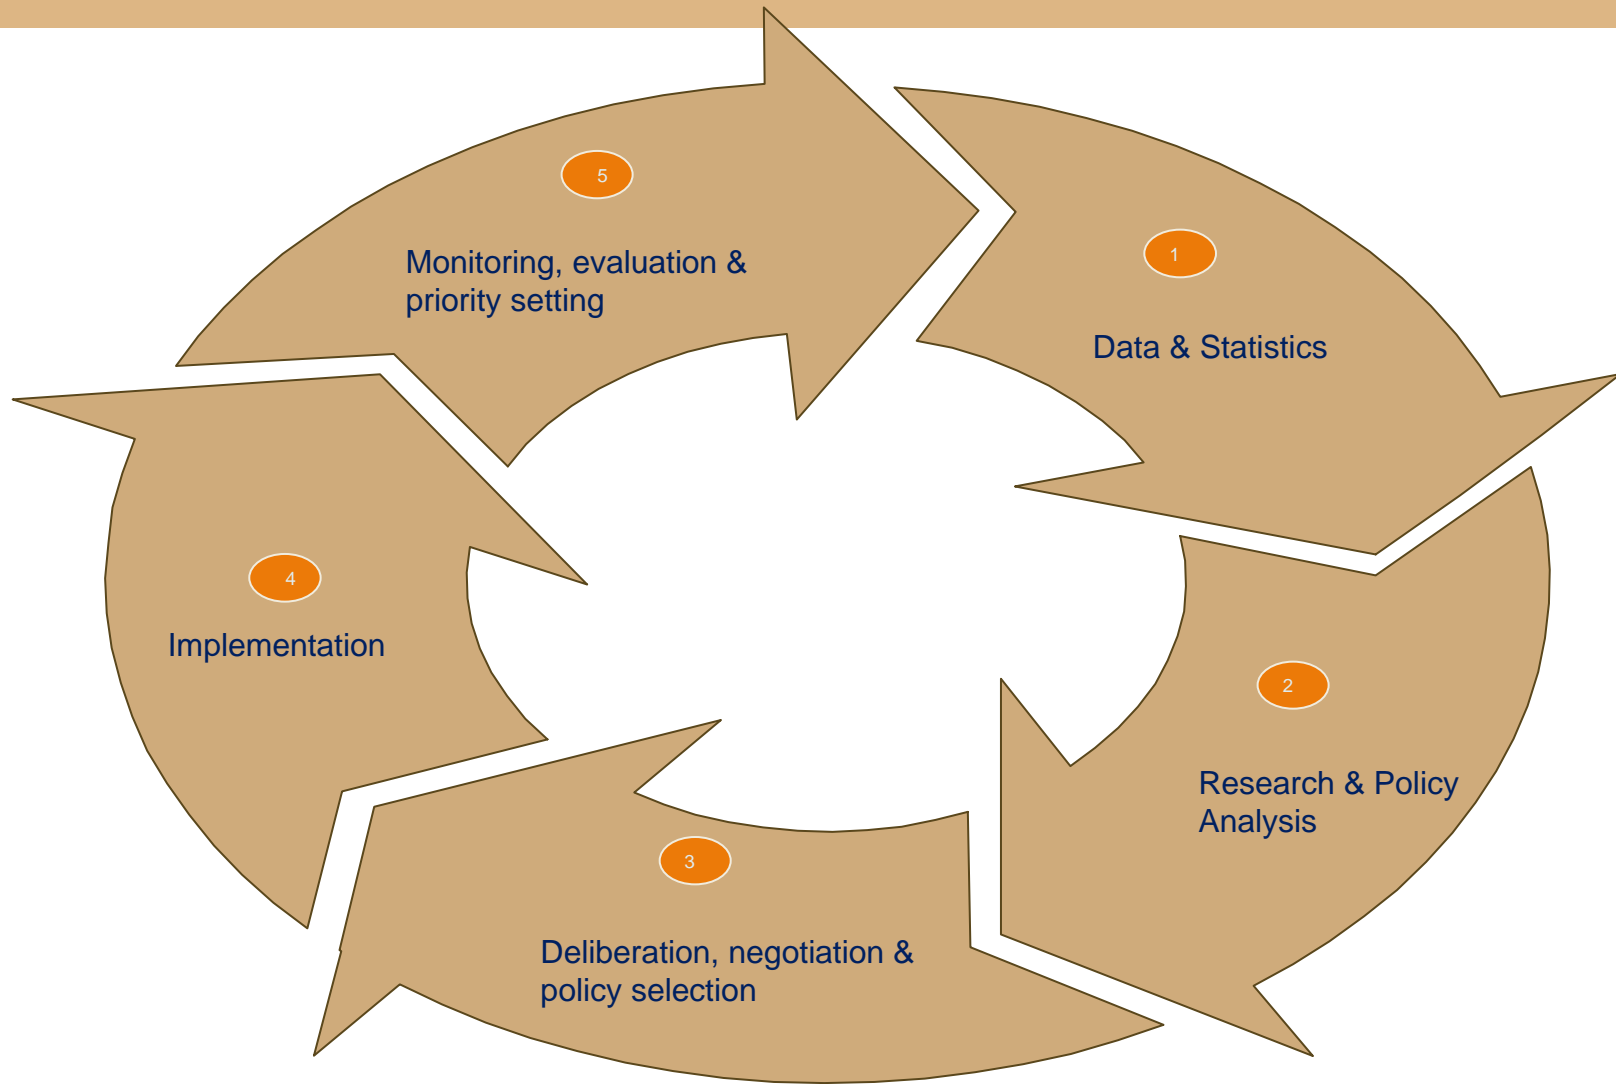 5
Monitoring, evaluation &
priority setting
1
Data & Statistics
4
Implementation
2
Research & Policy
Analysis
3
Deliberation, negotiation &
policy selection